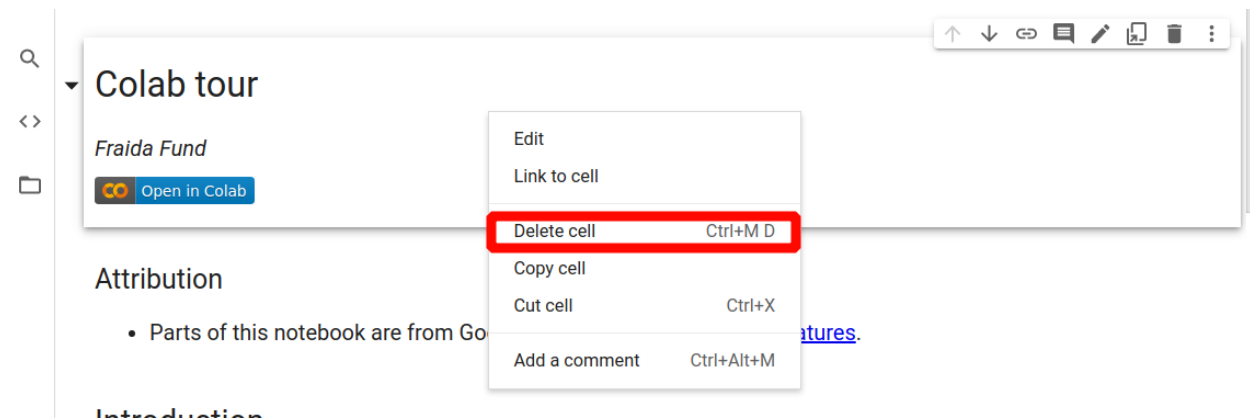 Colab tour
Fraida Fund
CO Open in Colab
Edit
Link to cell
Delete cell Ctrl+M D
Copy cell
Cut cell Ctrl+X
Add a comment Ctrl+Alt+M
Attribution
• Parts of this notebook are from atures.
Introduction